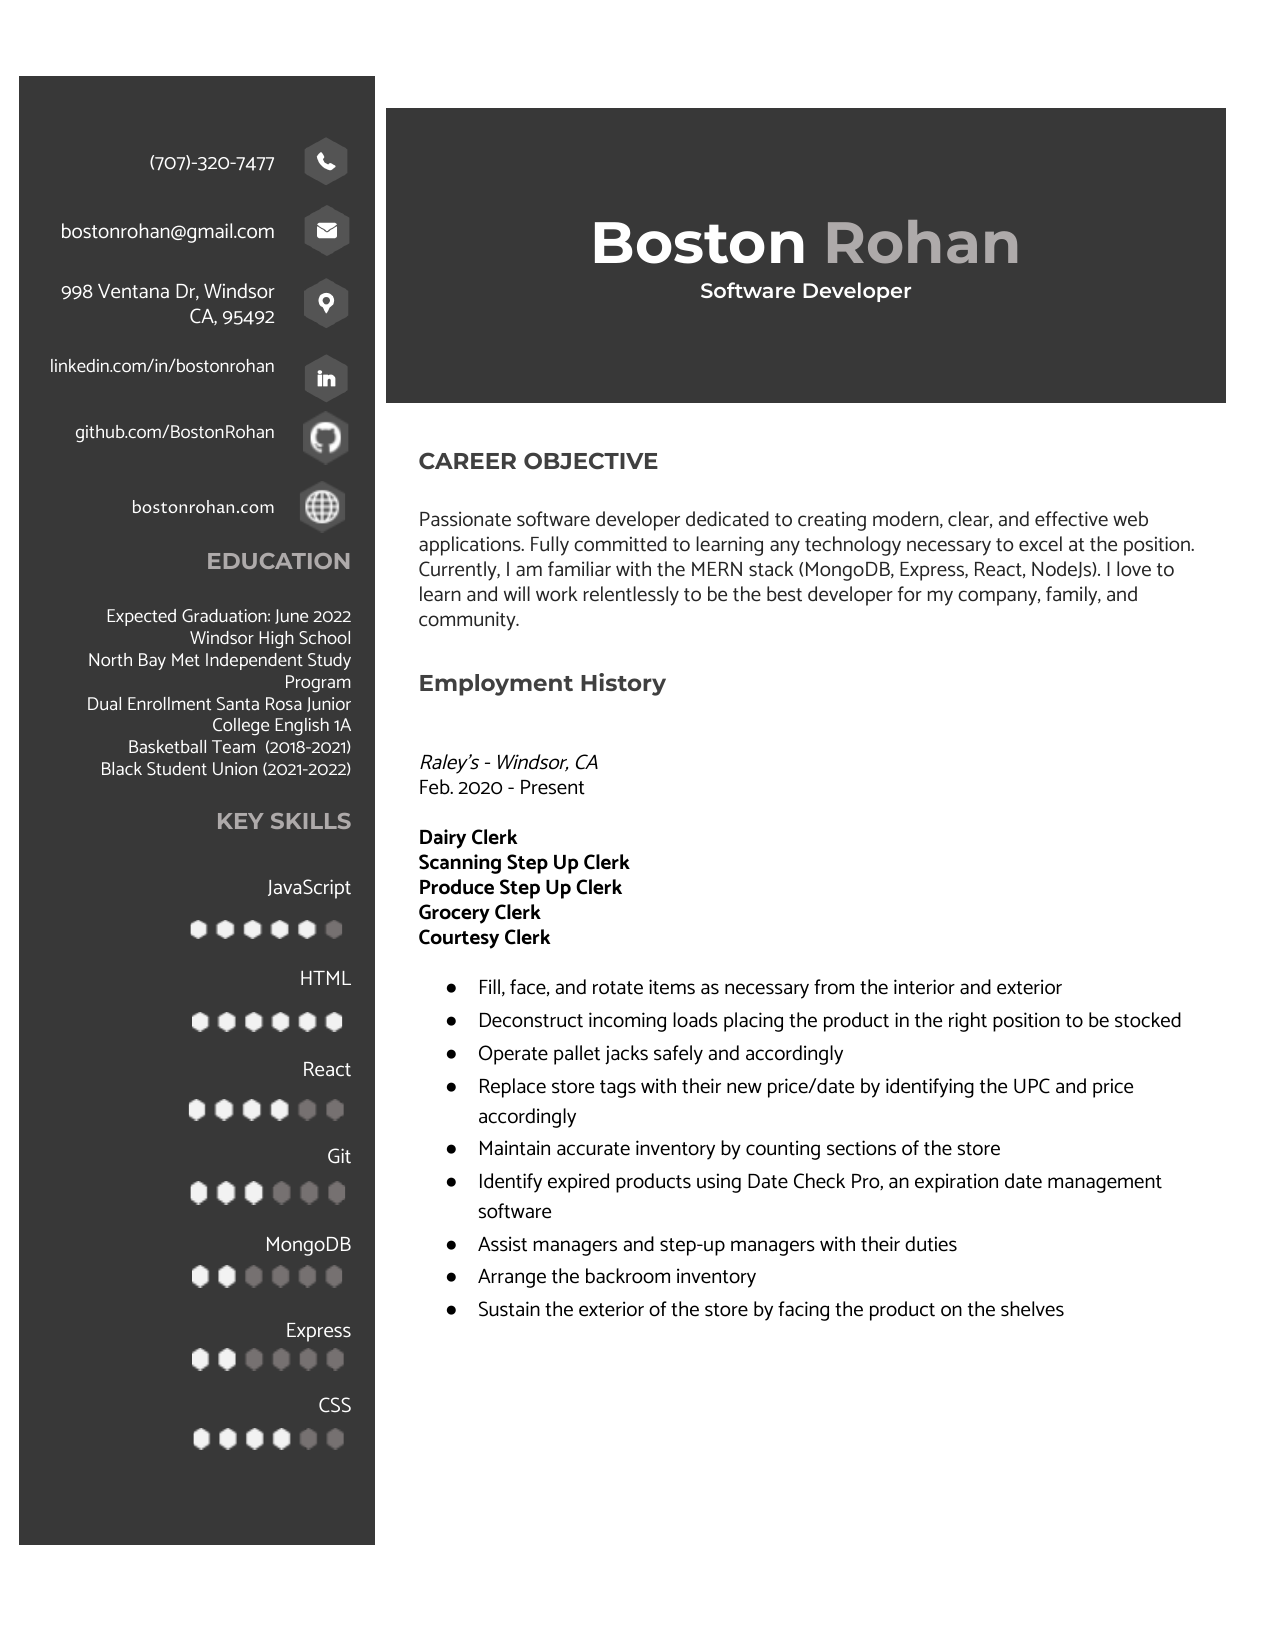 (707)-320-7477
bostonrohan@gmail.com
998 Ventana Dr, Windsor
CA, 95492
linkedin.com/in/bostonrohan
github.com/BostonRohan
bostonrohan.com
EDUCATION
Expected Graduation: June 2022
Windsor High School
North Bay Met Independent Study
Program
Dual Enrollment Santa Rosa Junior
College English 1A
Basketball Team  (2018-2021)
Black Student Union (2021-2022)
KEY SKILLS
JavaScript
HTML
React
Git
MongoDB
Express
CSS
Boston Rohan
Software Developer
CAREER OBJECTIVE
Passionate software developer dedicated to creating modern, clear, and effective web
applications. Fully committed to learning any technology necessary to excel at the position.
Currently, I am familiar with the MERN stack (MongoDB, Express, React, NodeJs). I love to
learn and will work relentlessly to be the best developer for my company, family, and
community.
Employment History
Raley's - Windsor, CA
Feb. 2020 - Present
Dairy Clerk
Scanning Step Up Clerk
Produce Step Up Clerk
Grocery Clerk
Courtesy Clerk
● Fill, face, and rotate items as necessary from the interior and exterior
● Deconstruct incoming loads placing the product in the right position to be stocked
● Operate pallet jacks safely and accordingly
● Replace store tags with their new price/date by identifying the UPC and price
accordingly
● Maintain accurate inventory by counting sections of the store
● Identify expired products using Date Check Pro, an expiration date management
software
● Assist managers and step-up managers with their duties
● Arrange the backroom inventory
● Sustain the exterior of the store by facing the product on the shelves